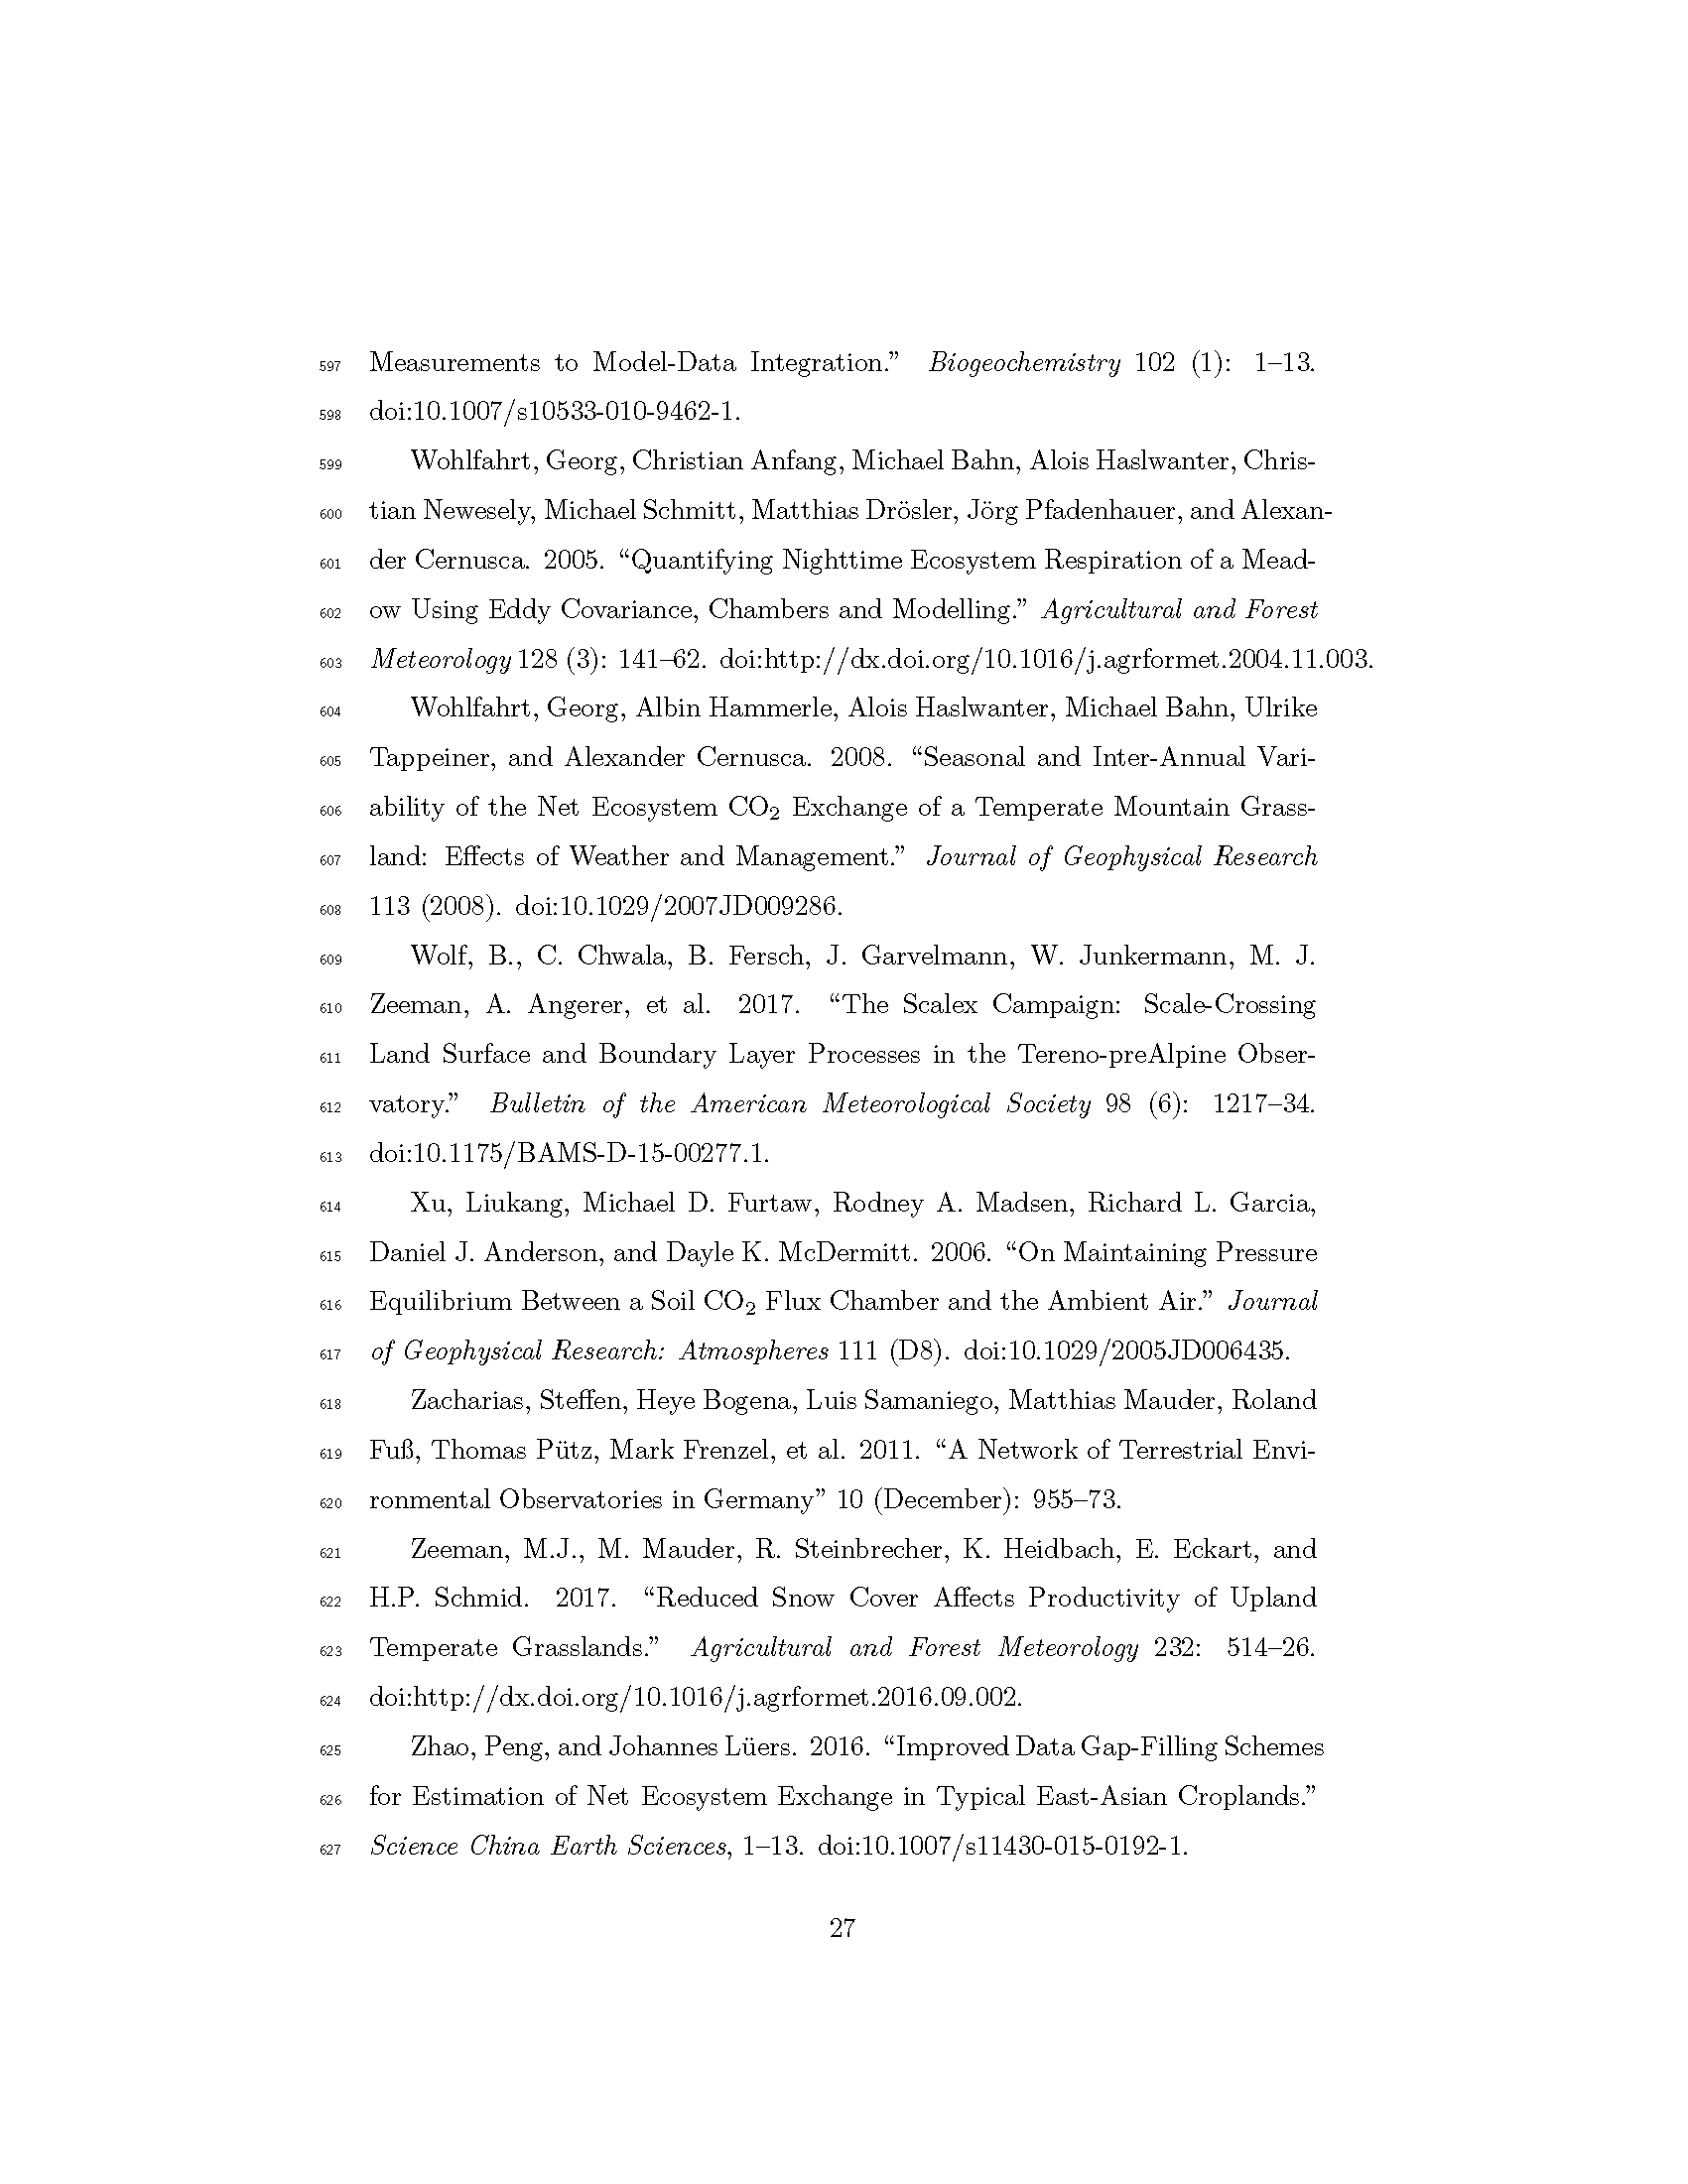 597 Measurements to Model-Data Integration.” Biogeochemistry 102 (1): 1–13.
598 doi:10.1007/s10533-010-9462-1.
599 Wohlfahrt, Georg, Christian Anfang, Michael Bahn, Alois Haslwanter, Chris-
600 tian Newesely, Michael Schmitt, Matthias Drösler, Jörg Pfadenhauer, and Alexan-
601 der Cernusca. 2005. “Quantifying Nighttime Ecosystem Respiration of a Mead-
602 ow Using Eddy Covariance, Chambers and Modelling.” Agricultural and Forest
603 Meteorology 128 (3): 141–62. doi:http://dx.doi.org/10.1016/j.agrformet.2004.11.003.
604 Wohlfahrt, Georg, Albin Hammerle, Alois Haslwanter, Michael Bahn, Ulrike
605 Tappeiner, and Alexander Cernusca. 2008. “Seasonal and Inter-Annual Vari-
606 ability of the Net Ecosystem CO₂ Exchange of a Temperate Mountain Grass-
607 land: Effects of Weather and Management.” Journal of Geophysical Research
608 113 (2008). doi:10.1029/2007JD009286.
609 Wolf, B., C. Chwala, B. Fersch, J. Garvelmann, W. Junkermann, M. J.
610 Zeeman, A. Angerer, et al. 2017. “The Scalex Campaign: Scale-Crossing
611 Land Surface and Boundary Layer Processes in the Tereno-preAlpine Obser-
612 vatory.” Bulletin of the American Meteorological Society 98 (6): 1217–34.
613 doi:10.1175/BAMS-D-15-00277.1.
614 Xu, Liukang, Michael D. Furtaw, Rodney A. Madsen, Richard L. Garcia,
615 Daniel J. Anderson, and Dayle K. McDermitt. 2006. “On Maintaining Pressure
616 Equilibrium Between a Soil CO₂ Flux Chamber and the Ambient Air.” Journal
617 of Geophysical Research: Atmospheres 111 (D8). doi:10.1029/2005JD006435.
618 Zacharias, Steffen, Heye Bogena, Luis Samaniego, Matthias Mauder, Roland
619 Fuß, Thomas Pütz, Mark Frenzel, et al. 2011. “A Network of Terrestrial Envi-
620 ronmental Observatories in Germany” 10 (December): 955–73.
621 Zeeman, M.J., M. Mauder, R. Steinbrecher, K. Heidbach, E. Eckart, and
622 H.P. Schmid. 2017. “Reduced Snow Cover Affects Productivity of Upland
623 Temperate Grasslands.” Agricultural and Forest Meteorology 232: 514–26.
624 doi:http://dx.doi.org/10.1016/j.agrformet.2016.09.002.
625 Zhao, Peng, and Johannes Lüers. 2016. “Improved Data Gap-Filling Schemes
626 for Estimation of Net Ecosystem Exchange in Typical East-Asian Croplands.”
627 Science China Earth Sciences, 1–13. doi:10.1007/s11430-015-0192-1.
27